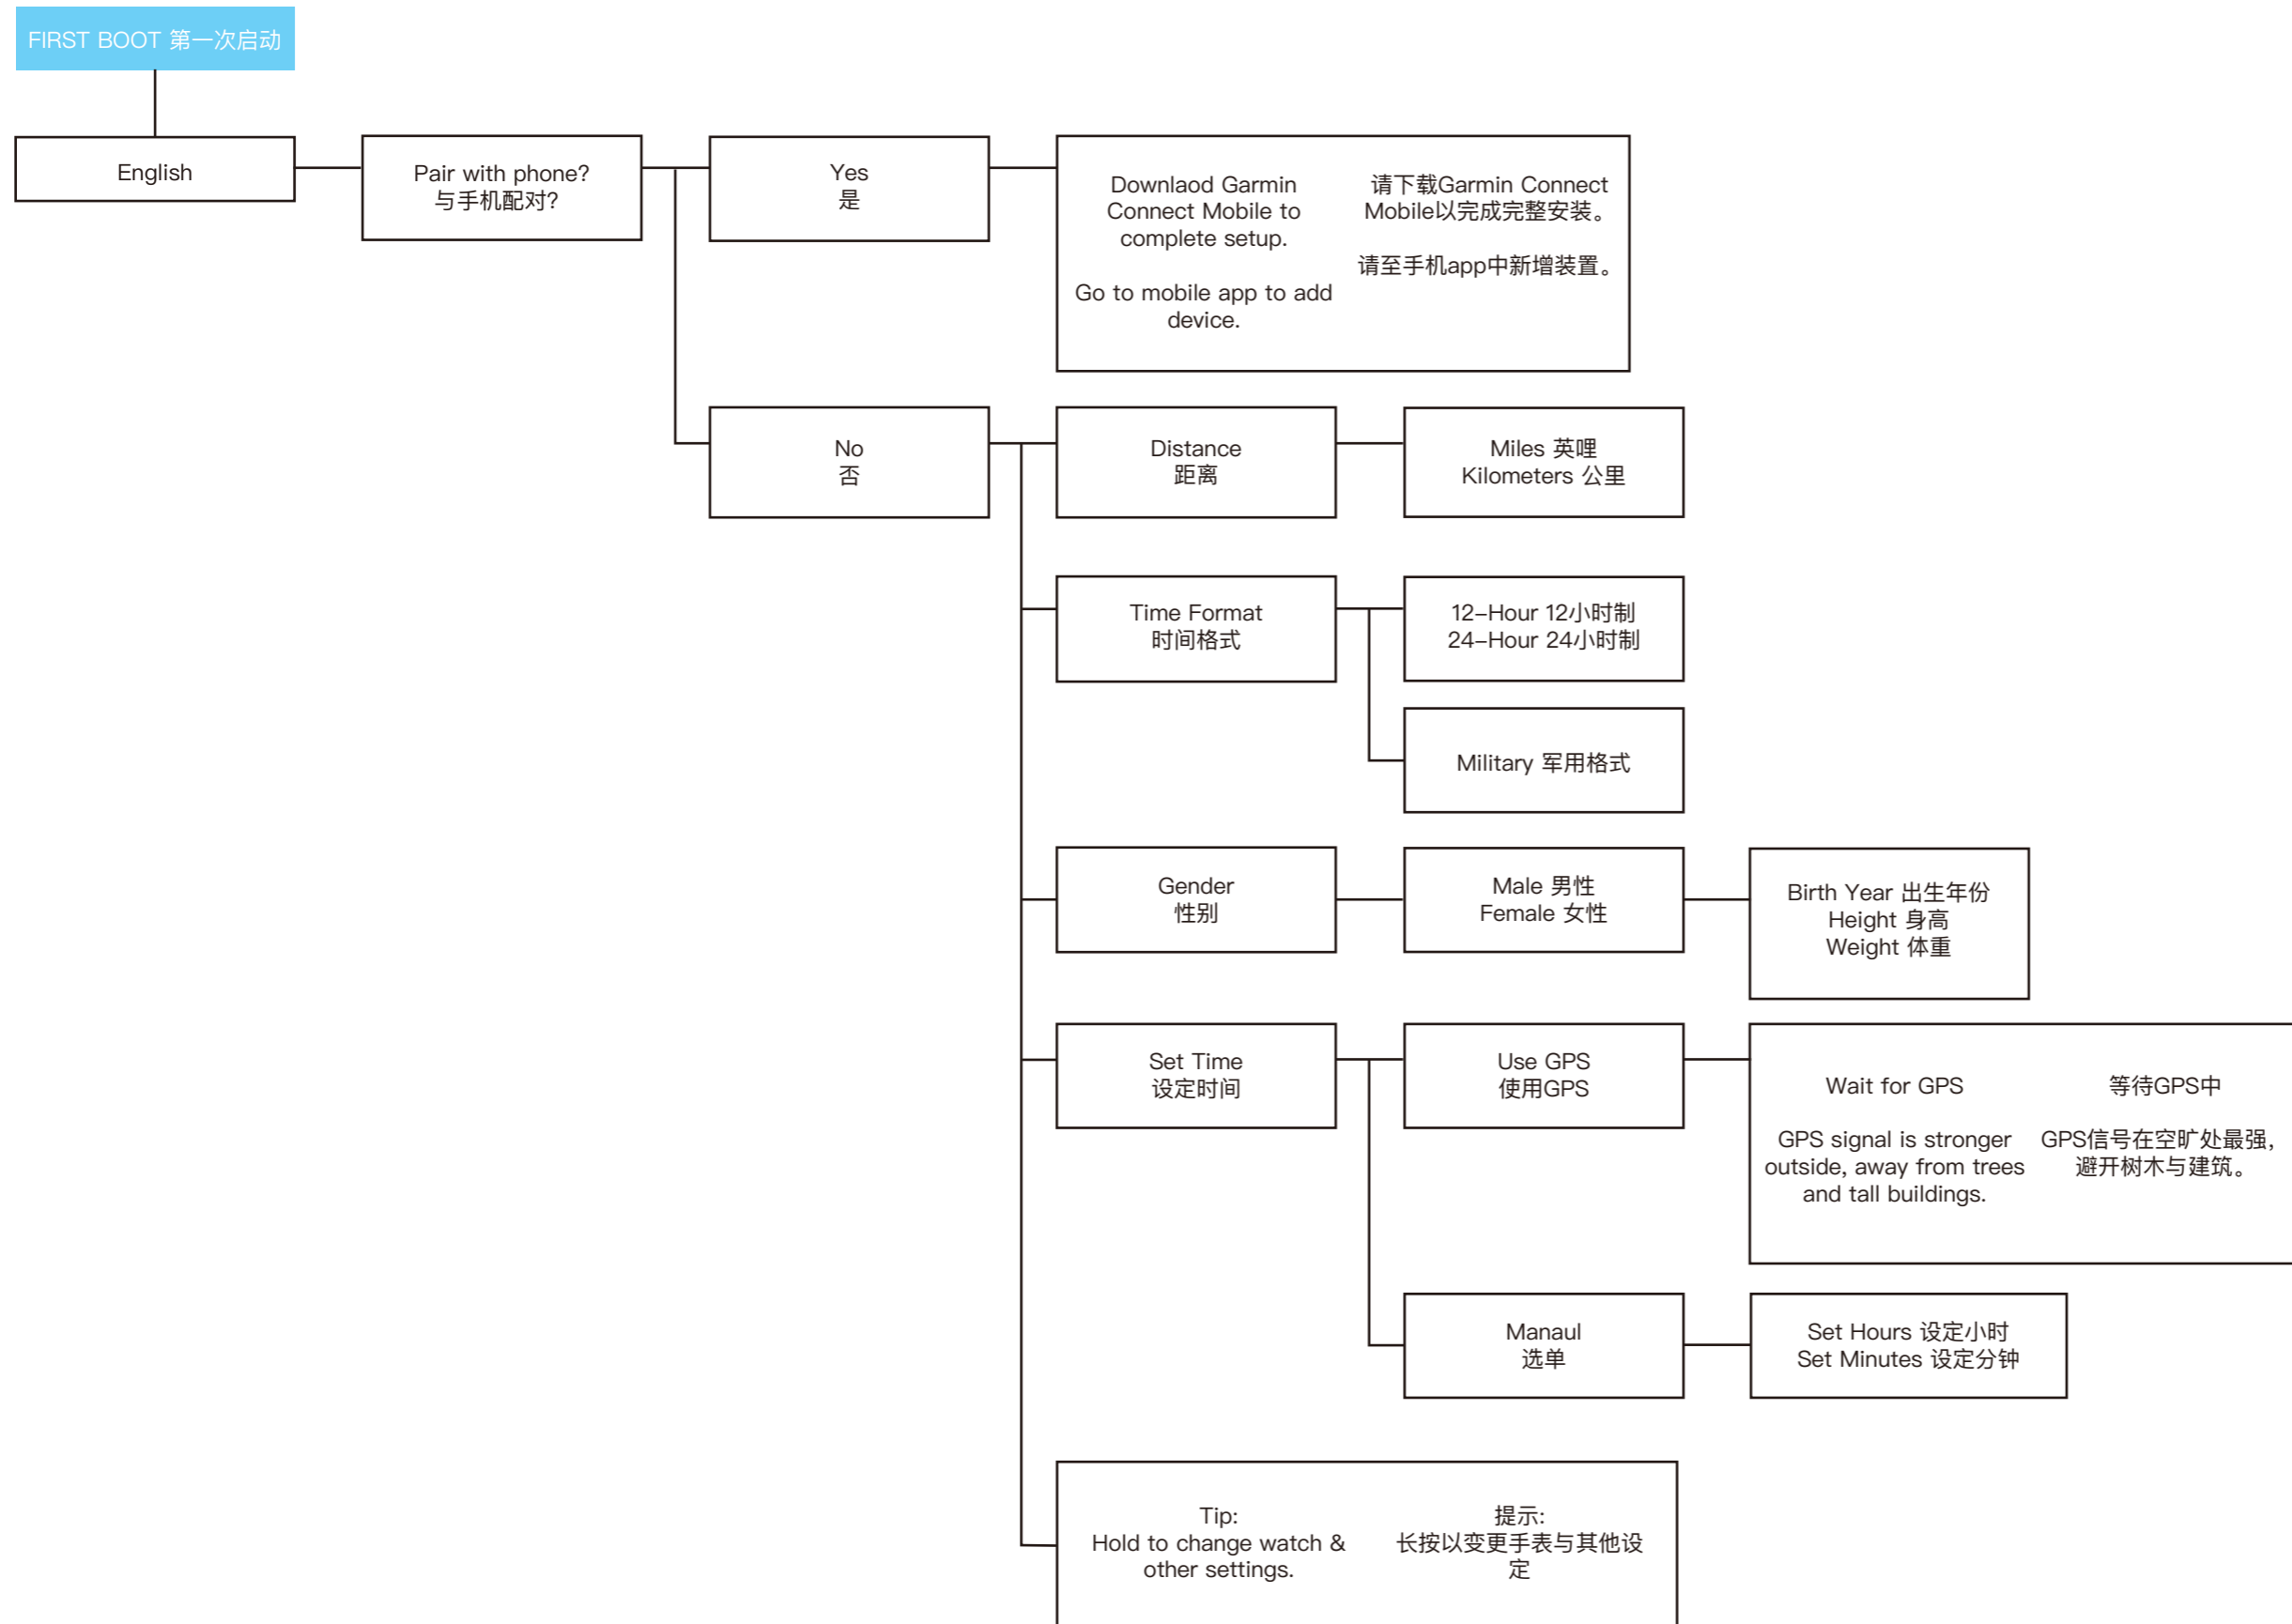 FIRST BOOT 第一次启动
English
Pair with phone?
与手机配对?
Yes
是
Downlaod Garmin
Connect Mobile to
complete setup.
Go to mobile app to add
device.
请下载Garmin Connect
Mobile以完成完整安装。
请至手机app中新增装置。
No
否
Distance
距离
Miles 英哩
Kilometers 公里
Time Format
时间格式
12-Hour 12小时制
24-Hour 24小时制
Military 军用格式
Gender
性别
Male 男性
Female 女性
Birth Year 出生年份
Height 身高
Weight 体重
Set Time
设定时间
Use GPS
使用GPS
Wait for GPS
GPS signal is stronger
outside, away from trees
and tall buildings.
等待GPS中
GPS信号在空旷处最强,
避开树木与建筑。
Manaul
选单
Set Hours 设定小时
Set Minutes 设定分钟
Tip:
Hold to change watch &
other settings.
提示:
长按以变更手表与其他设
定